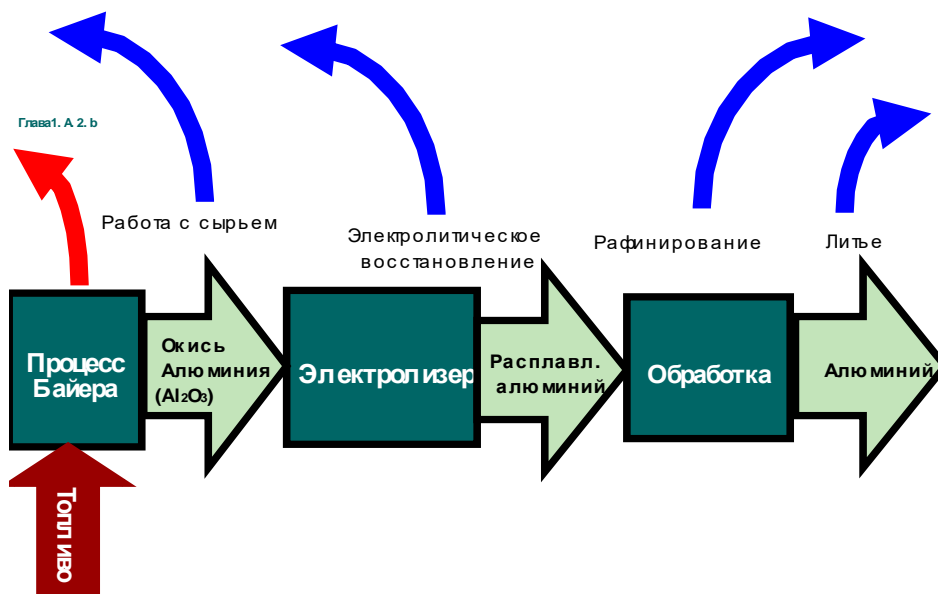 Глава1. А 2. b
Работа с сырьем
Электролитическое
восстановление
Рафинирование
Литье
Процесс
Байера
Окись
Алюминия
(Al₂O₃)
Электролизер
Расплавл.
алюминий
Обработка
Алюминий
Топливо